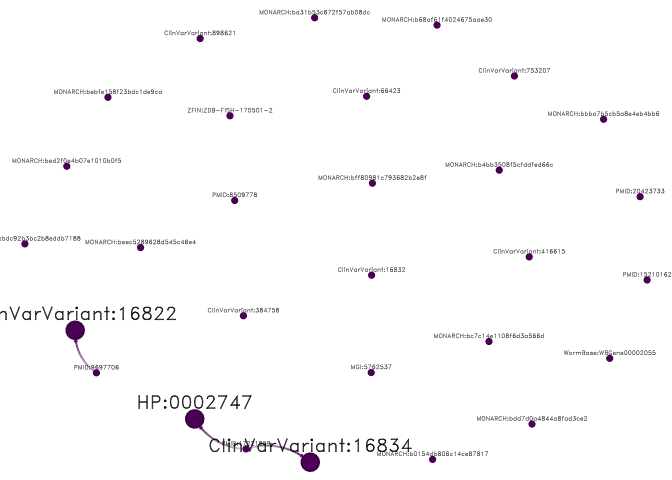 MONARCH:ba31b53c672f57ab08dc
MONARCH:b68af61f4024675aae30
ClinVarVariant:898621
ClinVarVariant:753207
MONARCH:bebfe158f23bdc1de9ca
ClinVarVariant:66423
ZFIN:ZDB-FISH-170501-2
MONARCH:bbba7b5cb5a8e4eb4bb6
MONARCH:bed2f0e4b07e1010b0f5
MONARCH:b4bb3508f5cfddfed66c
MONARCH:bff80981c793682b2e8f
PMID:8509778
PMID:20423733
bdc92b3bc2b8eddb7188
MONARCH:beec5289628d545c46e4
ClinVarVariant:416615
ClinVarVariant:16832
PMID:15210162
ClinVarVariant:384758
nVarVariant:16822
MONARCH:bc7c14e1108f6d3a566d
WormBase:WBGene00002055
PMID:9697706
MGI:5762537
HP:0002747
MONARCH:bdd7d0a4844a8fad3ce2
ClinVarVariant:16834
MONARCH:b0154db806c14ce87817